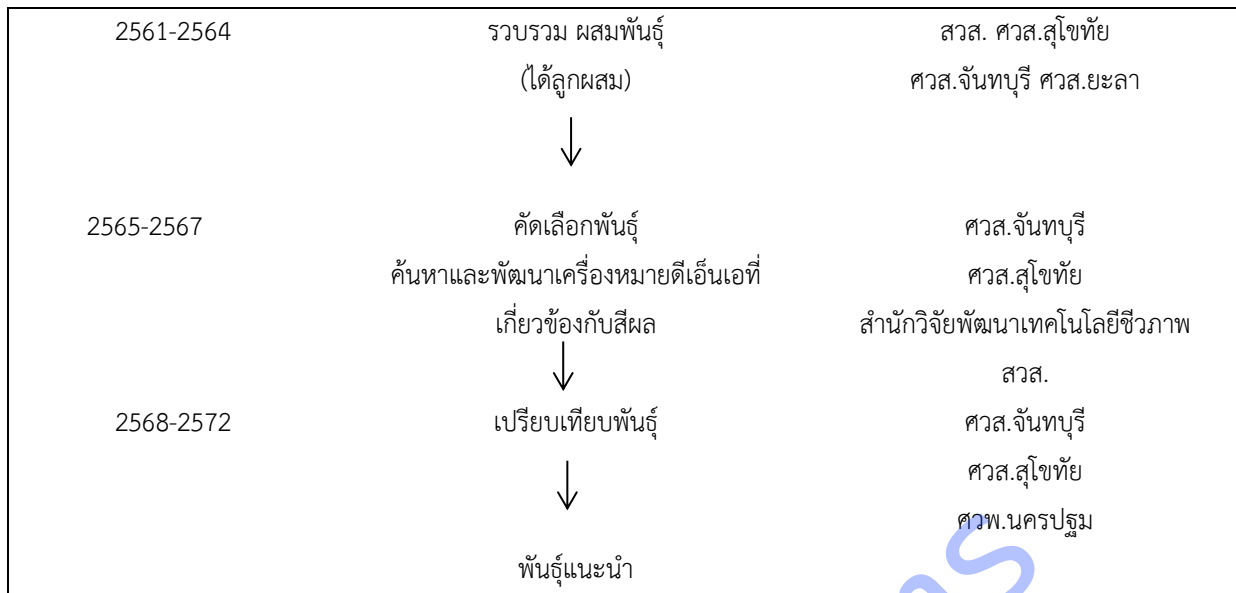 2561-2564 รวบรวม ผสมพันธุ์ สวส. ศวส.สุโขทัย
(ได้ลูกผสม) ศวส.จันทบุรี ศวส.ยะลา
2565-2567 คัดเลือกพันธุ์ ศวส.จันทบุรี
ค้นหาและพัฒนาเครื่องหมายดีเอ็นเอที่ ศวส.สุโขทัย
เกี่ยวข้องกับสีผล สำนักวิจัยพัฒนาเทคโนโลยีชีวภาพ
สวส.
2568-2572 เปรียบเทียบพันธุ์ ศวส.จันทบุรี
ศวส.สุโขทัย
ศวพ.นครปฐม
พันธุ์แนะนำ